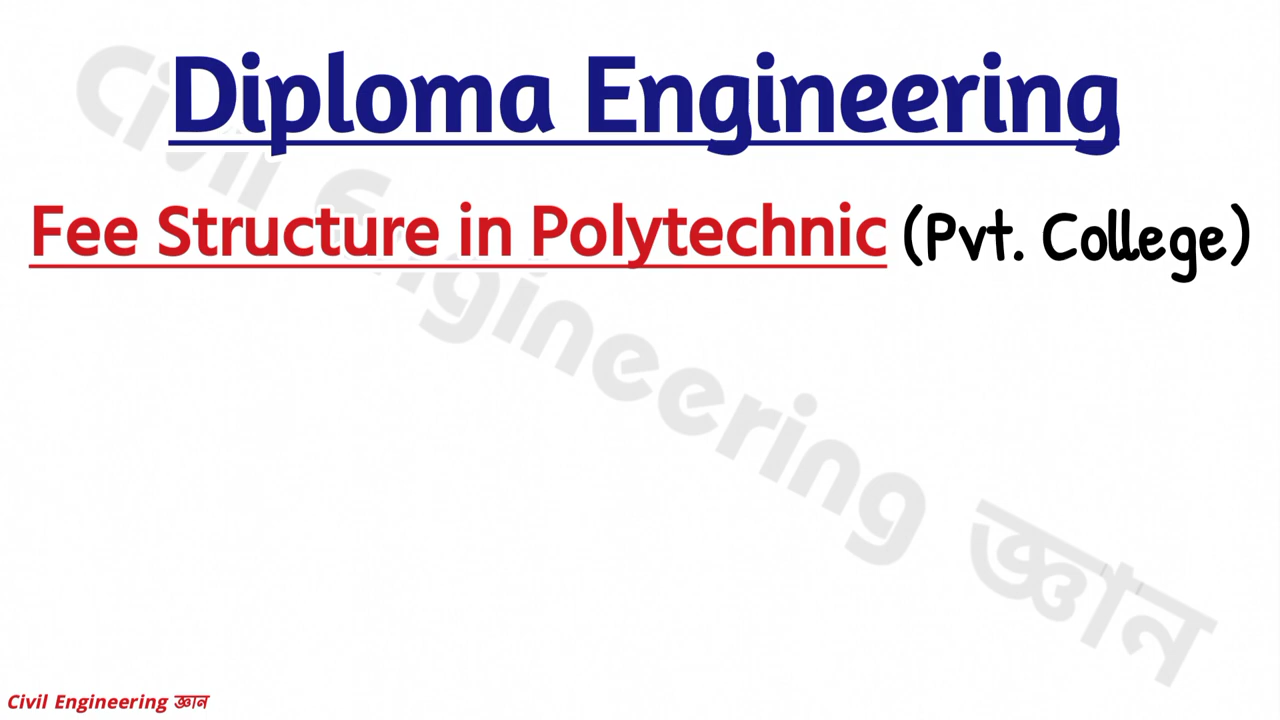 Diploma Engineering
Fee Structure in Polytechnic (Pvt. College)
Civil Engineering জ্ঞান
Civil Engineering জ্ঞান